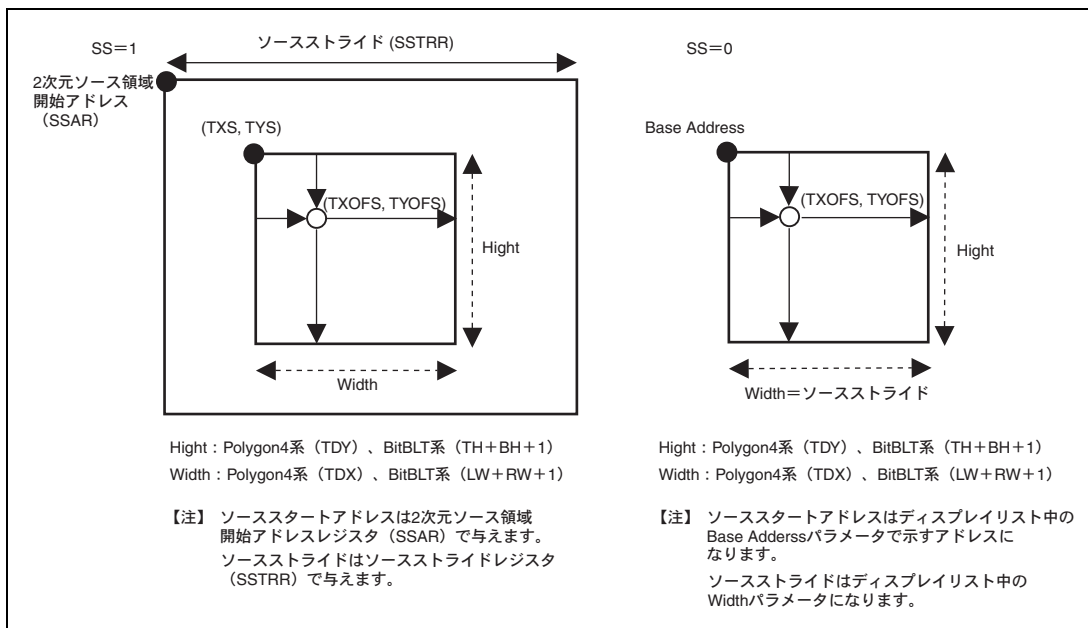 SS＝1
ソースストライド (SSTRR)
2次元ソース領域
開始アドレス
（SSAR）
(TXS, TYS)
(TXOFS, TYOFS)
Hight
Width
Hight：Polygon4系（TDY）、BitBLT系（TH＋BH＋1）
Width：Polygon4系（TDX）、BitBLT系（LW＋RW＋1）
【注】 ソーススタートアドレスは2次元ソース領域
開始アドレスレジスタ（SSAR）で与えます。
ソースストライドはソースストライドレジスタ
（SSTRR）で与えます。
SS＝0
Base Address
(TXOFS, TYOFS)
Hight
Width＝ソースストライド
Hight：Polygon4系（TDY）、BitBLT系（TH＋BH＋1）
Width：Polygon4系（TDX）、BitBLT系（LW＋RW＋1）
【注】 ソーススタートアドレスはディスプレイリスト中の
Base Adderssパラメータで示すアドレスに
なります。
ソースストライドはディスプレイリスト中の
Widthパラメータになります。